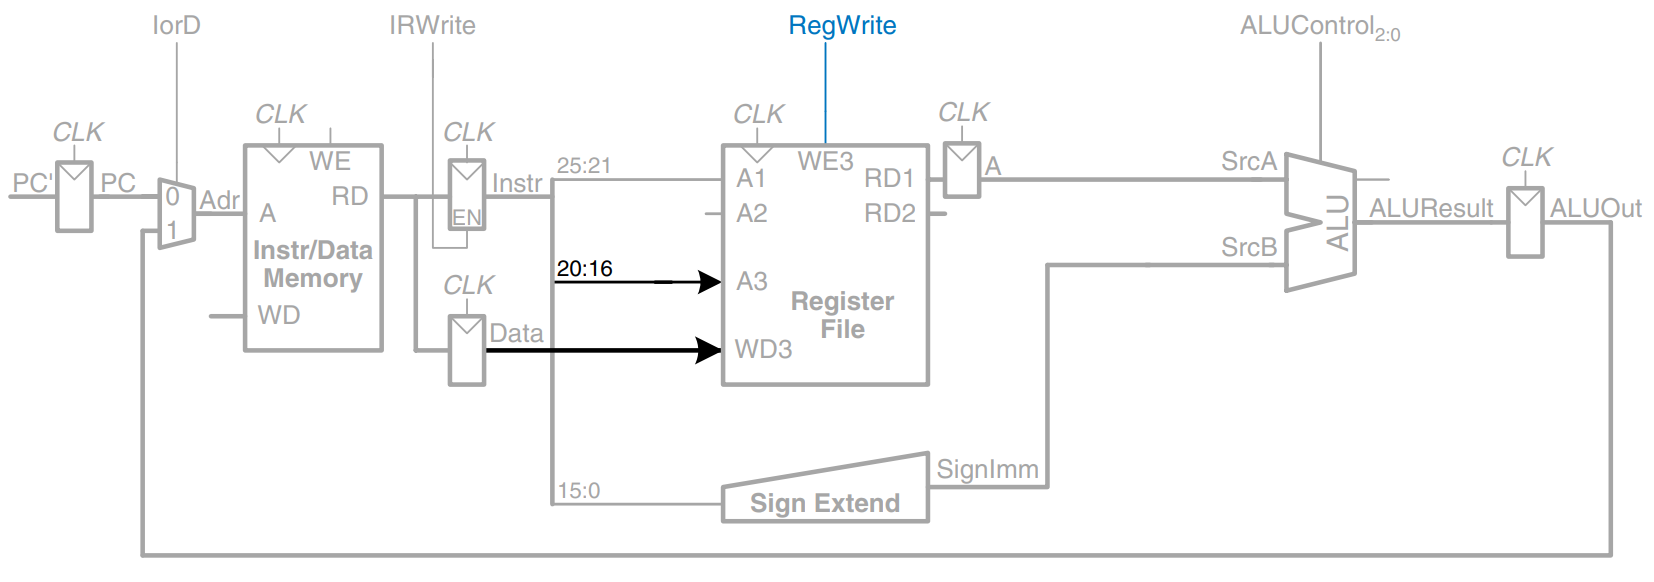 IorD
IRWrite
RegWrite
ALUControl2:0
CLK
CLK
CLK
CLK
CLK
CLK
PC'
PC
0
1
Adr
WE
A
RD
Instr/Data
Memory
WD
EN
Instr
25:21
A1
WE3
RD1
A
SrcA
A2
RD2
ALU
ALUResult
ALUOut
SrcB
20:16
A3
Register
File
CLK
Data
WD3
SignImm
15:0
Sign Extend